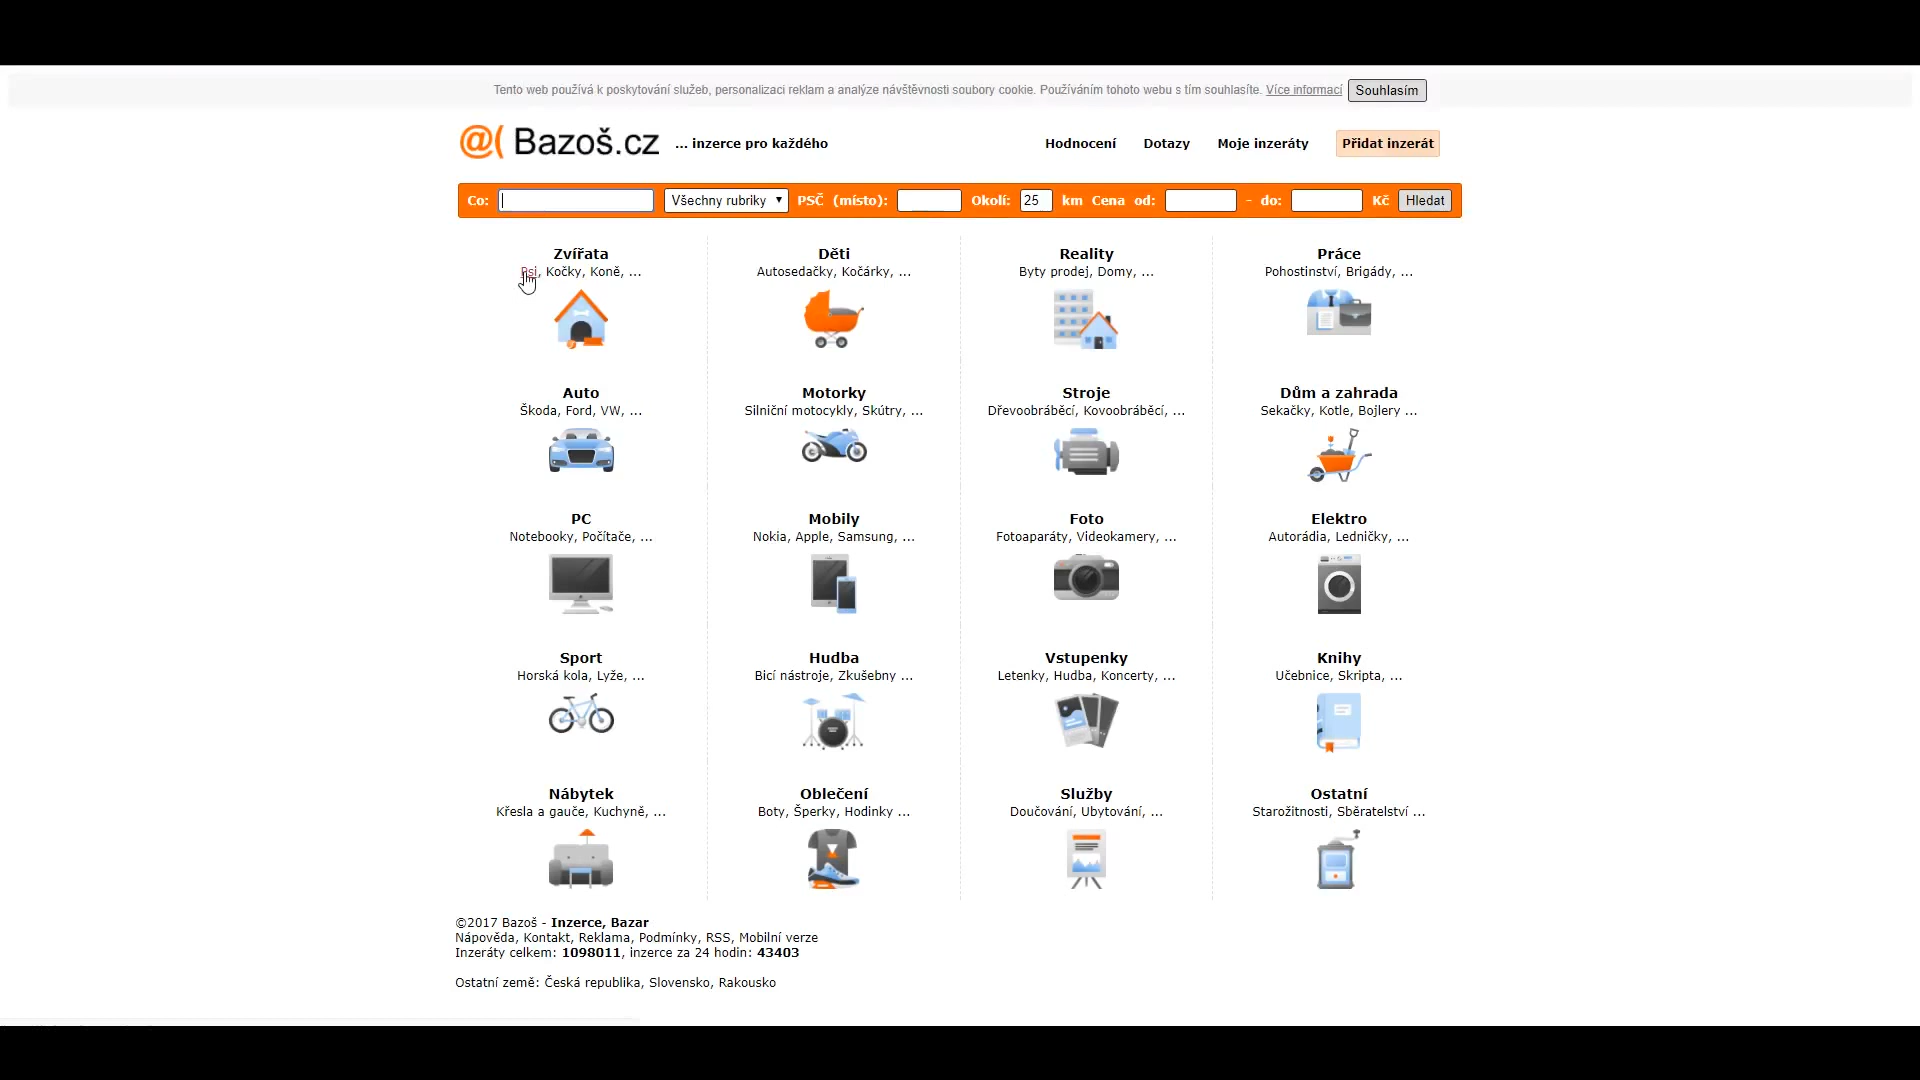 Tento web používá k poskytování služeb, personalizaci reklam a analýze návštěvnosti soubory cookie. Používáním tohoto webu s tím souhlasíte. Více informací Souhlasím
@( Bazoš.cz ... inzerce pro každého Hodnocení Dotazy Moje inzeráty Přidat inzerát
Co: Všechny rubriky PSČ (místo): Okolí: 25 km Cena od: - do: Kč Hledat
Zvířata Děti Reality Práce
Psi, Kočky, Koně, ... Autosedačky, Kočárky, ... Byty prodej, Domy, ... Pohostinství, Brigády, ...
Auto Motorky Stroje Dům a zahrada
Škoda, Ford, VW, ... Silniční motocykly, Skútry, ... Dřevoobráběcí, Kovoobráběcí, ... Sekačky, Kotle, Bojlery ...
PC Mobily Foto Elektro
Notebooky, Počítače, ... Nokia, Apple, Samsung, ... Fotoaparáty, Videokamery, ... Autorádia, Ledničky, ...
Sport Hudba Vstupenky Knihy
Horská kola, Lyže, ... Bicí nástroje, Zkušebny ... Letenky, Hudba, Koncerty, ... Učebnice, Skripta, ...
Nábytek Oblečení Služby Ostatní
Křesla a gauče, Kuchyně, ... Boty, Šperky, Hodinky ... Doučování, Ubytování, ... Starožitnosti, Sběratelství ...
©2017 Bazoš - Inzerce, Bazar
Nápověda, Kontakt, Reklama, Podmínky, RSS, Mobilní verze
Inzeráty celkem: 1098011, inzerce za 24 hodin: 43403
Ostatní země: Česká republika, Slovensko, Rakousko